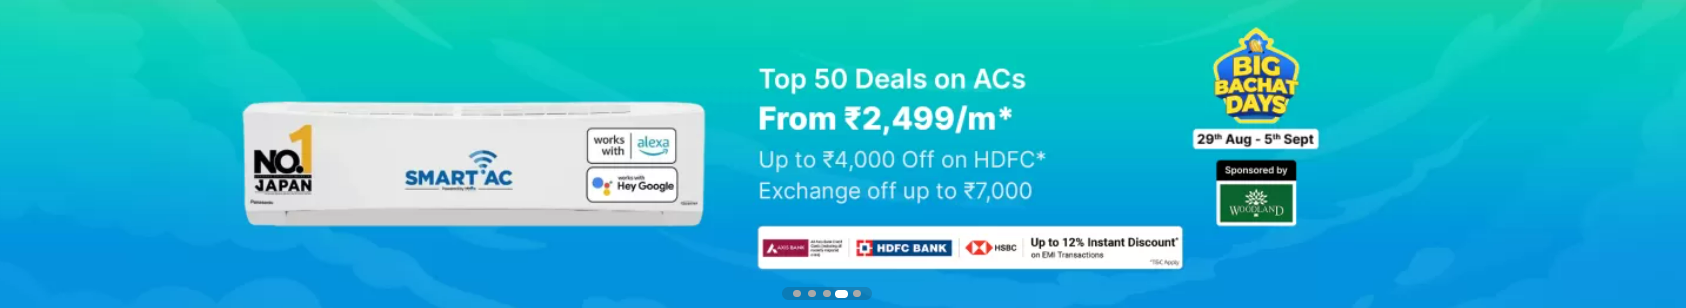 NO.1
JAPAN
Panasonic
SMART AC
works with alexa
works with
Hey Google
Top 50 Deals on ACs
From ₹2,499/m*
Up to ₹4,000 Off on HDFC*
Exchange off up to ₹7,000
AXIS BANK
HDFC BANK
HSBC
Up to 12% Instant Discount*
on EMI Transactions
*T&C Apply
BIG
BACHAT
DAYS
29th Aug - 5th Sept
Sponsored by
WOODLAND